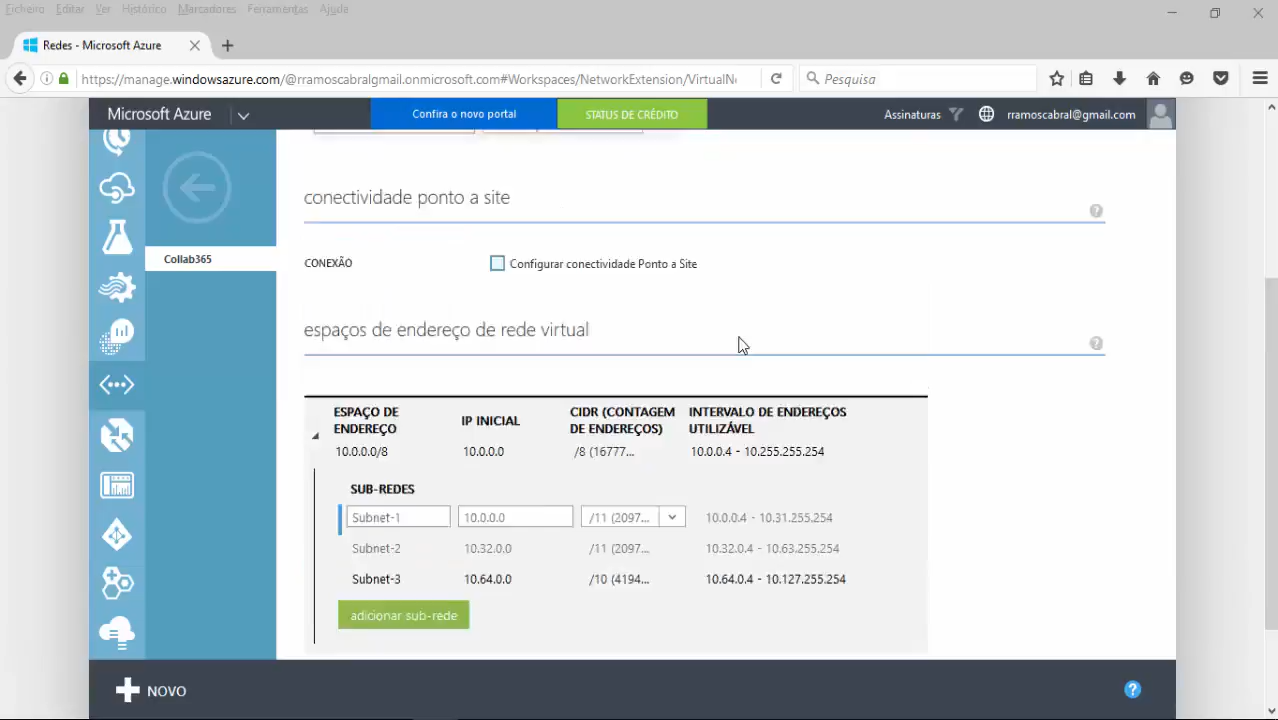 Ficheiro Editar Ver Histórico Marcadores Ferramentas Ajuda
Redes - Microsoft Azure
https://manage.windowsazure.com/@rramoscabralgmail.onmicrosoft.com#Workspaces/NetworkExtension/VirtualNe
Pesquisa
Microsoft Azure
Confira o novo portal
STATUS DE CRÉDITO
Assinaturas
rramoscabral@gmail.com
conectividade ponto a site
Collab365
CONEXÃO
Configurar conectividade Ponto a Site
espaços de endereço de rede virtual
ESPAÇO DE ENDEREÇO
IP INICIAL
CIDR (CONTAGEM DE ENDEREÇOS)
INTERVALO DE ENDEREÇOS UTILIZÁVEL
10.0.0.0/8 10.0.0.0 /8 (16777... 10.0.0.4 - 10.255.255.254
SUB-REDES
Subnet-1 10.0.0.0 /11 (2097... 10.0.0.4 - 10.31.255.254
Subnet-2 10.32.0.0 /11 (2097... 10.32.0.4 - 10.63.255.254
Subnet-3 10.64.0.0 /10 (4194... 10.64.0.4 - 10.127.255.254
adicionar sub-rede
NOVO